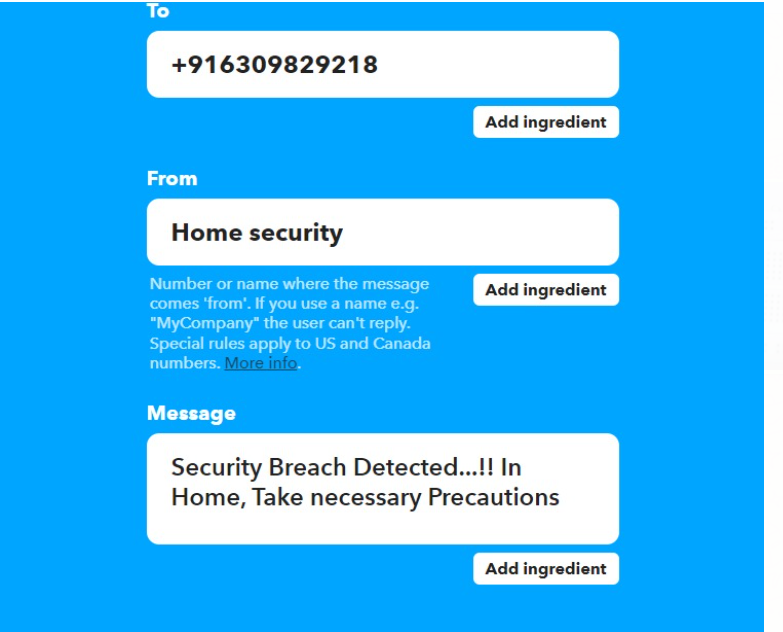 To
+916309829218
Add ingredient
From
Home security
Number or name where the message
comes 'from'. If you use a name e.g.
"MyCompany" the user can't reply.
Special rules apply to US and Canada
numbers. More info.
Add ingredient
Message
Security Breach Detected...!! In
Home, Take necessary Precautions
Add ingredient